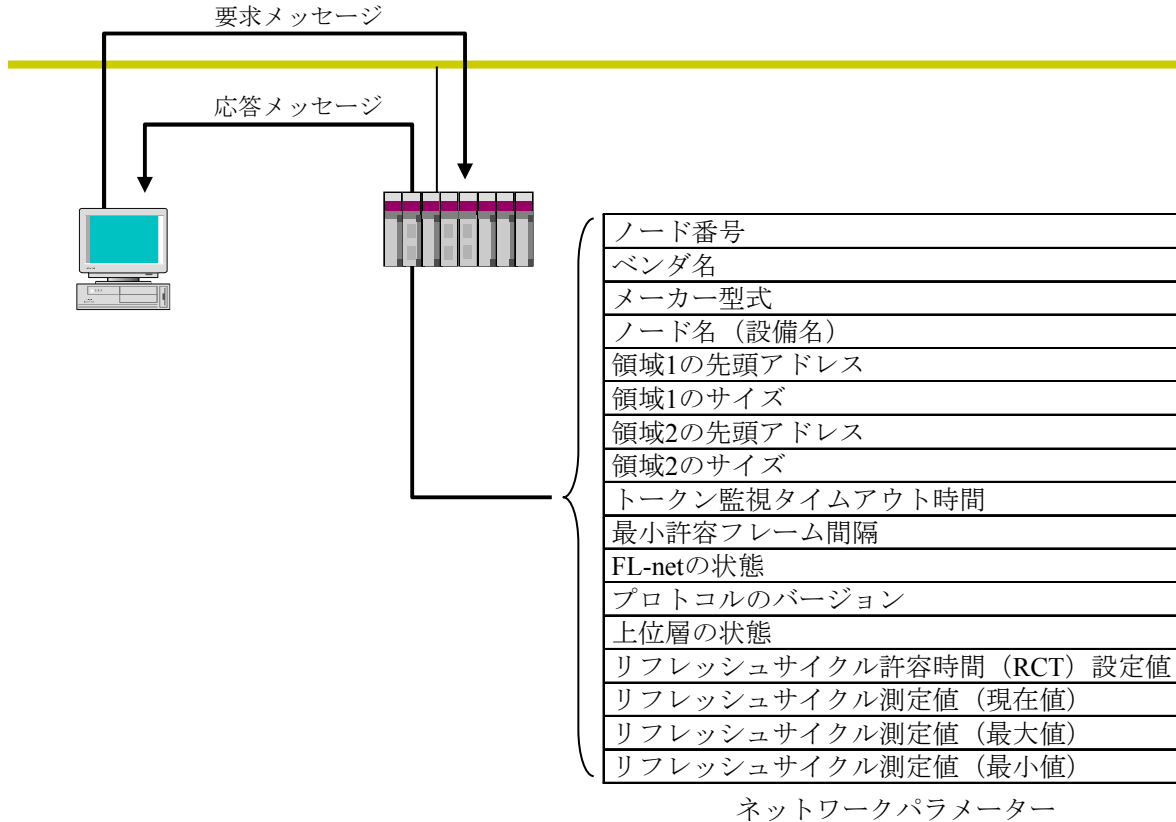 要求メッセージ
応答メッセージ
ノード番号
ベンダ名
メーカー型式
ノード名（設備名）
領域1の先頭アドレス
領域1のサイズ
領域2の先頭アドレス
領域2のサイズ
トークン監視タイムアウト時間
最小許容フレーム間隔
FL-netの状態
プロトコルのバージョン
上位層の状態
リフレッシュサイクル許容時間（RCT）設定値
リフレッシュサイクル測定値（現在値）
リフレッシュサイクル測定値（最大値）
リフレッシュサイクル測定値（最小値）
ネットワークパラメーター